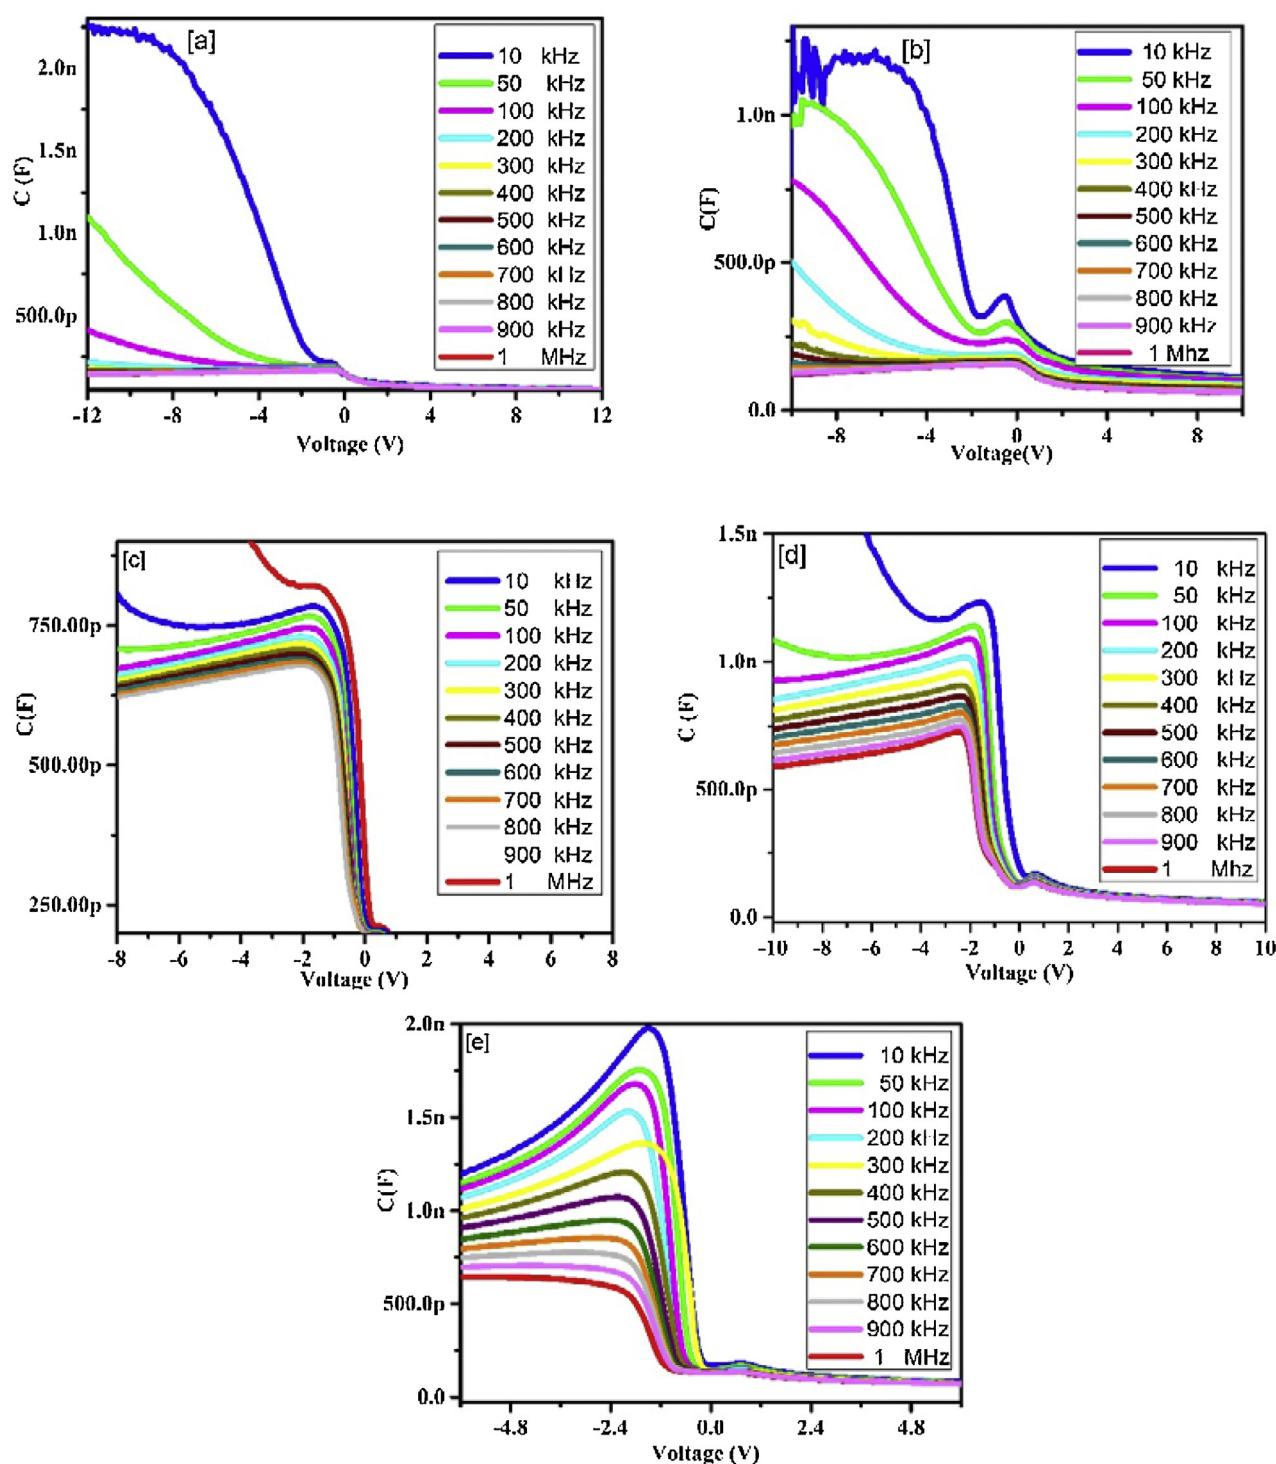 [a]
C (F)
2.0n
1.5n
1.0n
500.0p
-12
-8
-4
0
4
8
12
Voltage (V)
10 kHz
50 kHz
100 kHz
200 kHz
300 kHz
400 kHz
500 kHz
600 kHz
700 kHz
800 kHz
900 kHz
1 MHz
[b]
C(F)
1.0n
500.0p
0.0
-8
-4
0
4
8
Voltage(V)
10 kHz
50 kHz
100 kHz
200 kHz
300 kHz
400 kHz
500 kHz
600 kHz
700 kHz
800 kHz
900 kHz
1 Mhz
[c]
C(F)
750.00p
500.00p
250.00p
-8
-6
-4
-2
0
2
4
6
8
Voltage (V)
10 kHz
50 kHz
100 kHz
200 kHz
300 kHz
400 kHz
500 kHz
600 kHz
700 kHz
800 kHz
900 kHz
1 MHz
[d]
C (F)
1.5n
1.0n
500.0p
0.0
-10
-8
-6
-4
-2
0
2
4
6
8
10
Voltage (V)
10 kHz
50 kHz
100 kHz
200 kHz
300 kHz
400 kHz
500 kHz
600 kHz
700 kHz
800 kHz
900 kHz
1 Mhz
[e]
C(F)
2.0n
1.5n
1.0n
500.0p
0.0
-4.8
-2.4
0.0
2.4
4.8
Voltage (V)
10 kHz
50 kHz
100 kHz
200 kHz
300 kHz
400 kHz
500 kHz
600 kHz
700 kHz
800 kHz
900 kHz
1 MHz